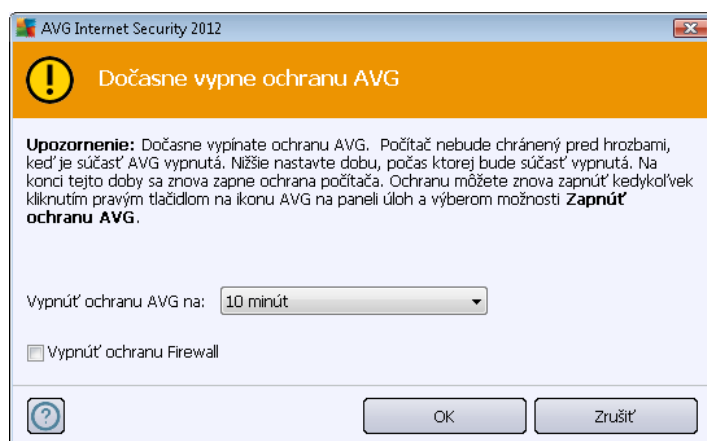 AVG Internet Security 2012
Dočasne vypne ochranu AVG
Upozornenie: Dočasne vypínate ochranu AVG. Počítač nebude chránený pred hrozbami,
keď je súčasť AVG vypnutá. Nižšie nastavte dobu, počas ktorej bude súčasť vypnutá. Na
konci tejto doby sa znova zapne ochrana počítača. Ochranu môžete znova zapnúť kedykoľvek
kliknutím pravým tlačidlom na ikonu AVG na paneli úloh a výberom možnosti Zapnúť
ochranu AVG.
Vypnúť ochranu AVG na: 10 minút
Vypnúť ochranu Firewall
? OK Zrušiť